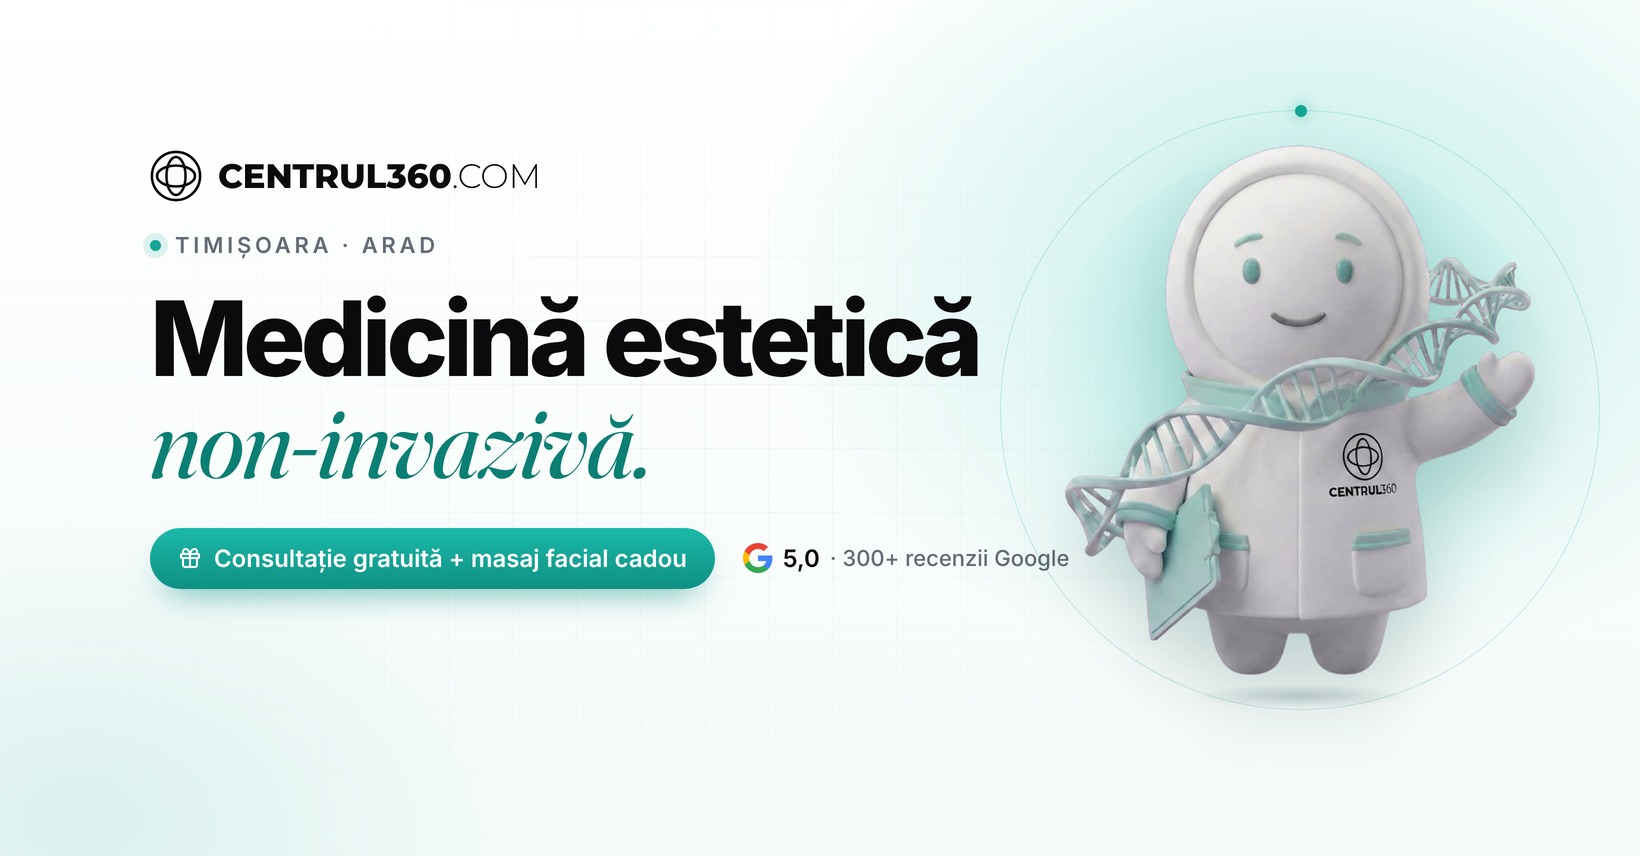 CENTRUL360.COM
TIMIȘOARA · ARAD
Medicină estetică
non-invazivă.
Consultație gratuită + masaj facial cadou
5,0 · 300+ recenzii Google
CENTRUL360